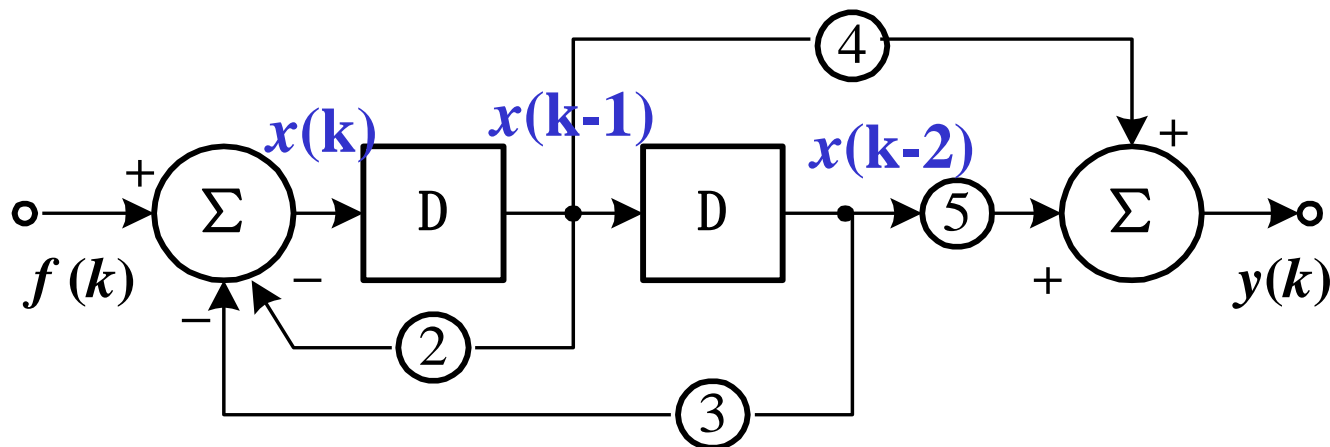 4
x(k)
x(k-1)
x(k-2)
+
+
Σ
D
D
5
Σ
f(k)
−
−
+
y(k)
2
3